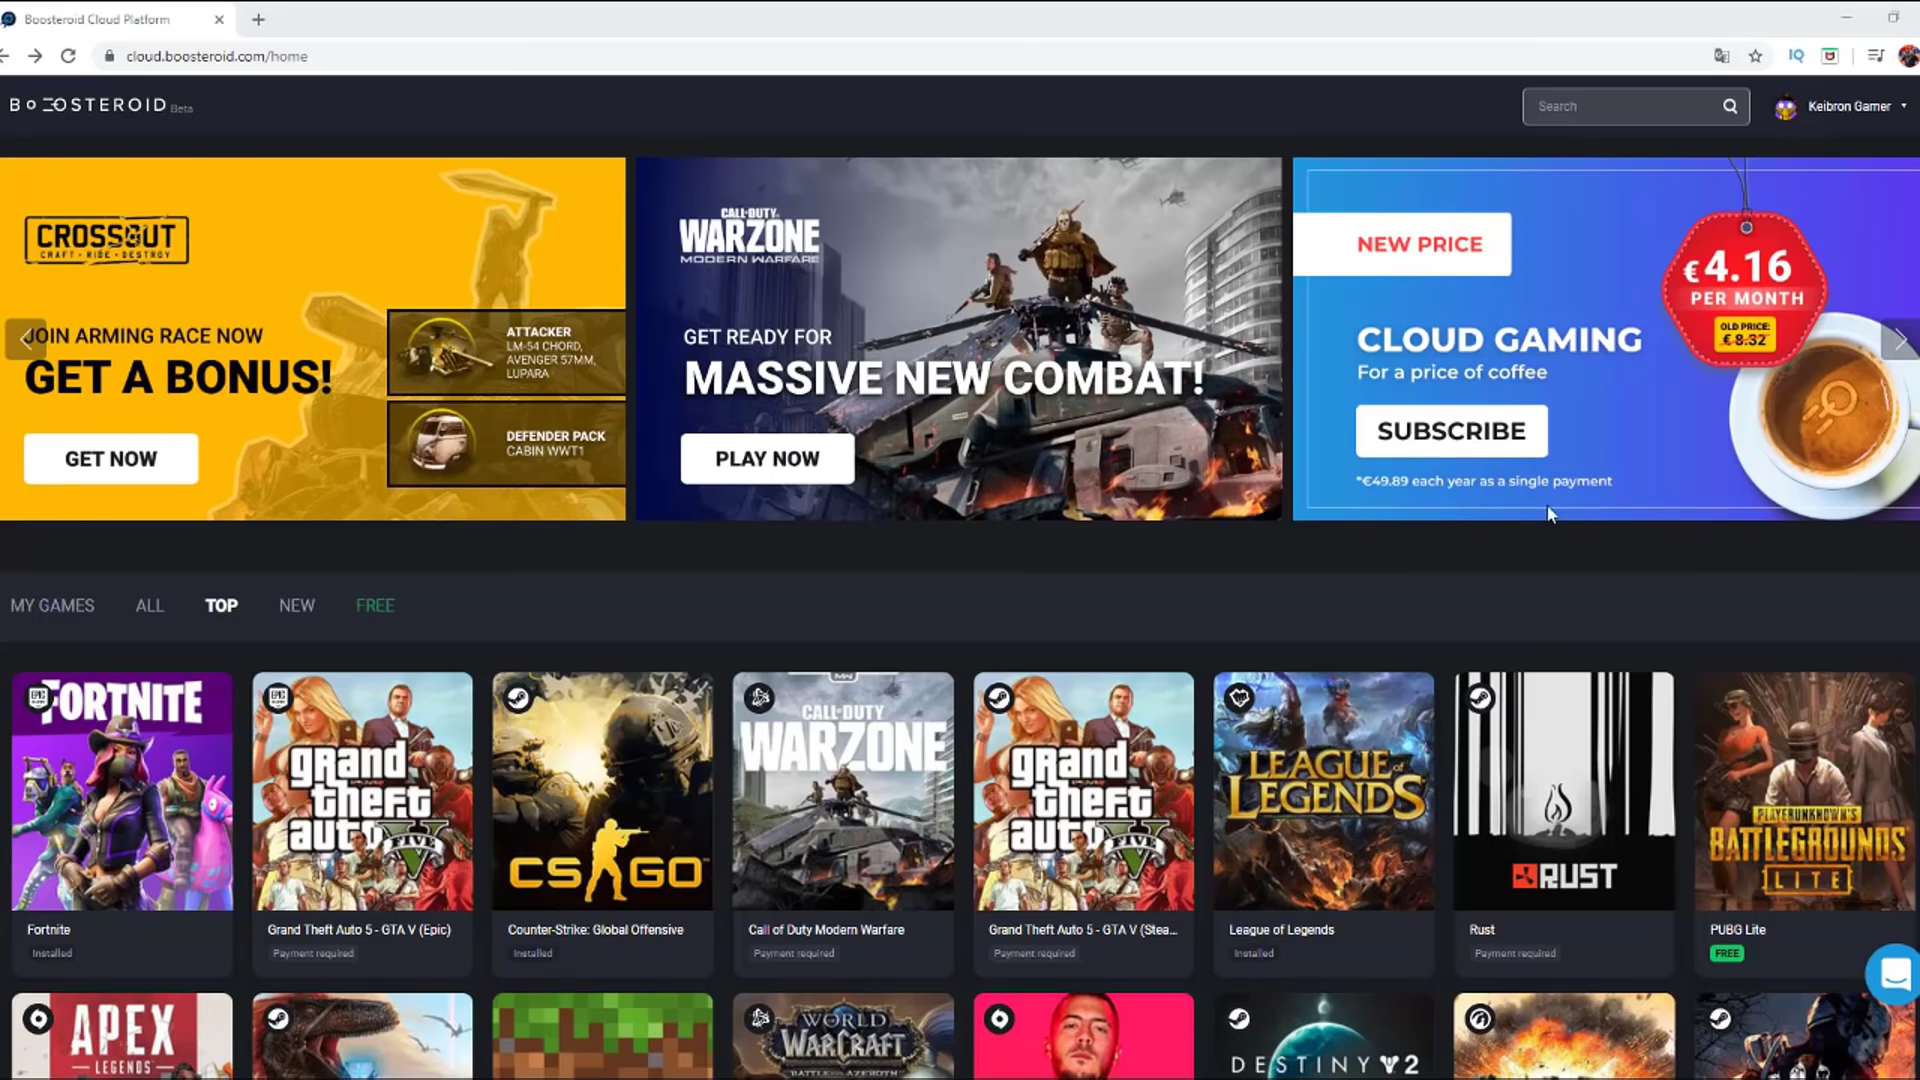 Boosteroid Cloud Platform
cloud.boosteroid.com/home
BOOSTEROID Beta
Search
Keibron Gamer
CROSSOUT
CRAFT · RIDE · DESTROY
JOIN ARMING RACE NOW
GET A BONUS!
GET NOW
ATTACKER
LM-54 CHORD,
AVENGER 57MM,
LUPARA
DEFENDER PACK
CABIN WWT1
CALL OF DUTY
WARZONE
MODERN WARFARE
GET READY FOR
MASSIVE NEW COMBAT!
PLAY NOW
NEW PRICE
€4.16
PER MONTH
OLD PRICE:
€ 8.32
CLOUD GAMING
For a price of coffee
SUBSCRIBE
*€49.89 each year as a single payment
MY GAMES
ALL
TOP
NEW
FREE
FORTNITE
grand
theft
auto
FIVE
CS GO
CALL OF DUTY
WARZONE
grand
theft
auto
FIVE
LEAGUE of
LEGENDS
RUST
PLAYERUNKNOWN'S
BATTLEGROUNDS
LITE
Fortnite
Installed
Grand Theft Auto 5 - GTA V (Epic)
Payment required
Counter-Strike: Global Offensive
Installed
Call of Duty Modern Warfare
Payment required
Grand Theft Auto 5 - GTA V (Stea...
Payment required
League of Legends
Installed
Rust
Payment required
PUBG Lite
FREE
APEX
LEGENDS
WORLD
WARCRAFT
BATTLE FOR AZEROTH
DESTINY 2